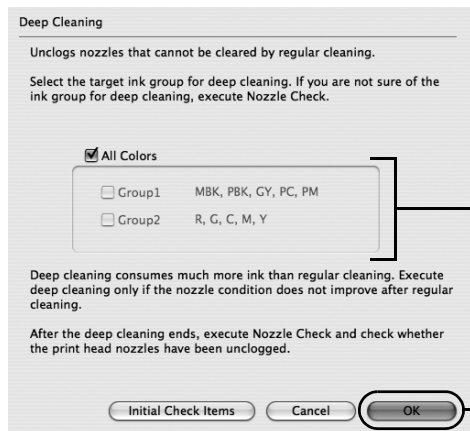 Deep Cleaning
Unclogs nozzles that cannot be cleared by regular cleaning.
Select the target ink group for deep cleaning. If you are not sure of the
ink group for deep cleaning, execute Nozzle Check.
All Colors
Group1 MBK, PBK, GY, PC, PM
Group2 R, G, C, M, Y
Deep cleaning consumes much more ink than regular cleaning. Execute
deep cleaning only if the nozzle condition does not improve after regular
cleaning.
After the deep cleaning ends, execute Nozzle Check and check whether
the print head nozzles have been unclogged.
Initial Check Items Cancel OK